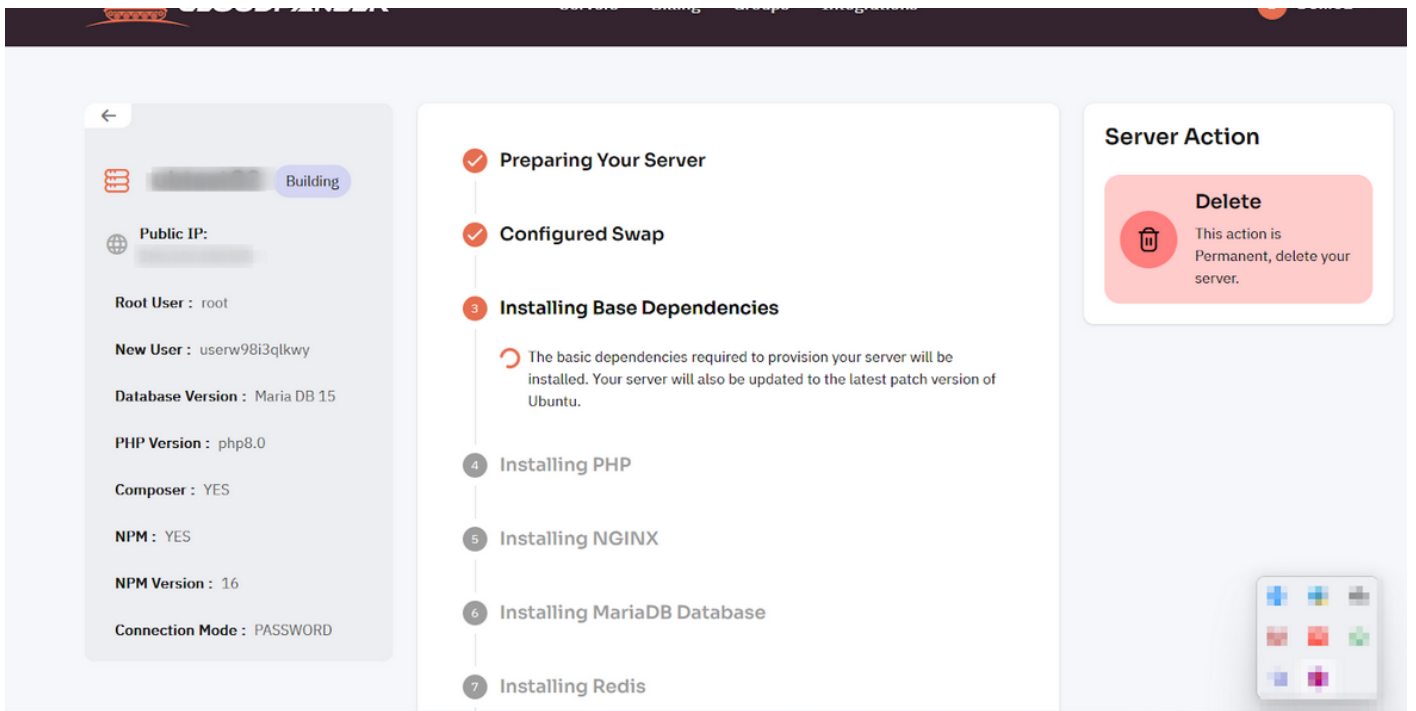 Servers Billing Groups Integrations
Building
Public IP:
Root User : root
New User : userw98i3qlkwy
Database Version : Maria DB 15
PHP Version : php8.0
Composer : YES
NPM : YES
NPM Version : 16
Connection Mode : PASSWORD
Preparing Your Server
Configured Swap
3 Installing Base Dependencies
The basic dependencies required to provision your server will be
installed. Your server will also be updated to the latest patch version of
Ubuntu.
4 Installing PHP
5 Installing NGINX
6 Installing MariaDB Database
7 Installing Redis
Server Action
Delete
This action is
Permanent, delete your
server.